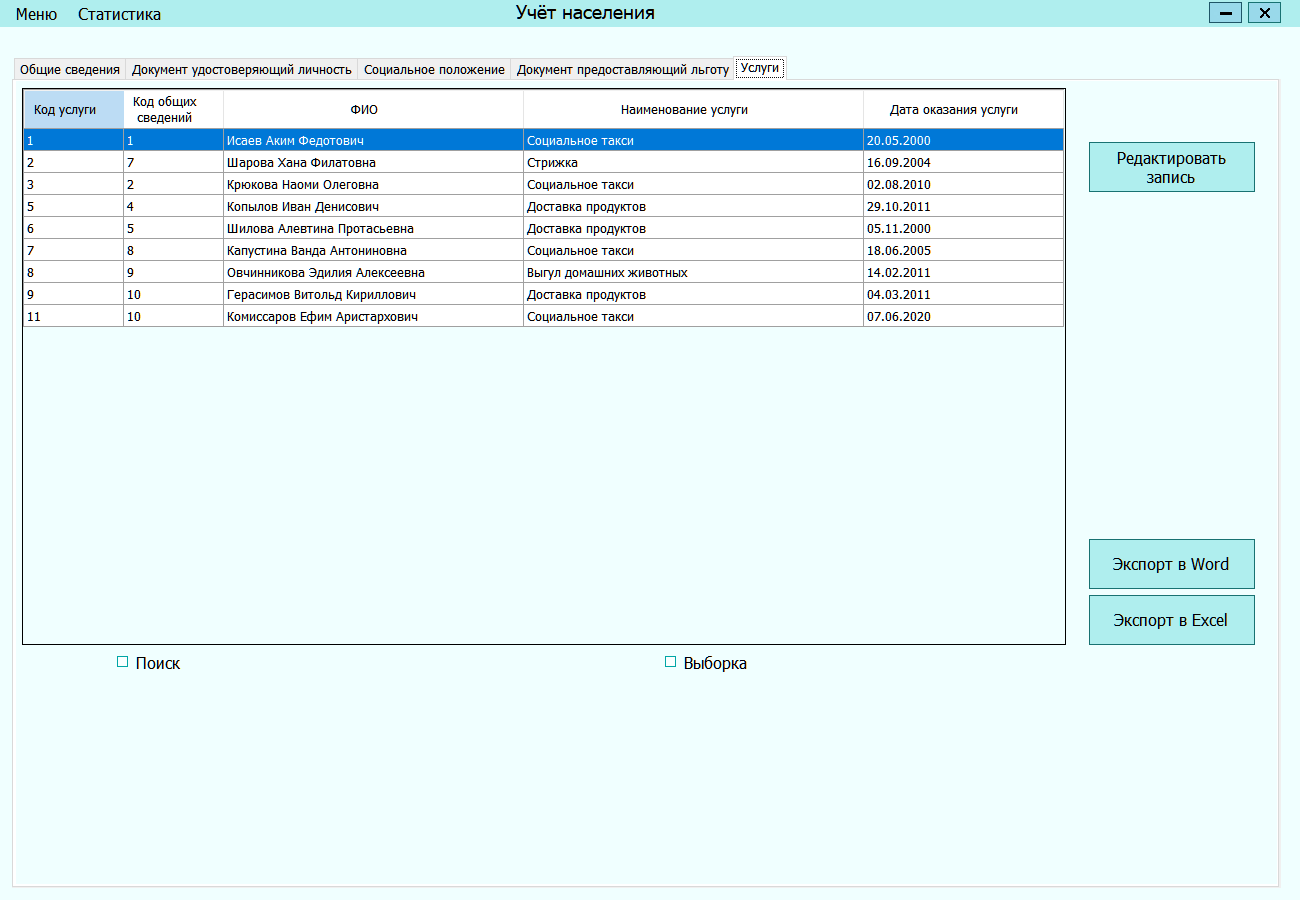 Меню Статистика Учёт населения
Общие сведения Документ удостоверяющий личность Социальное положение Документ предоставляющий льготу Услуги
Код услуги Код общих сведений ФИО Наименование услуги Дата оказания услуги
1 1 Исаев Аким Федотович Социальное такси 20.05.2000
2 7 Шарова Хана Филатовна Стрижка 16.09.2004
3 2 Крюкова Наоми Олеговна Социальное такси 02.08.2010
5 4 Копылов Иван Денисович Доставка продуктов 29.10.2011
6 5 Шилова Алевтина Протасьевна Доставка продуктов 05.11.2000
7 8 Капустина Ванда Антониновна Социальное такси 18.06.2005
8 9 Овчинникова Эдилия Алексеевна Выгул домашних животных 14.02.2011
9 10 Герасимов Витольд Кириллович Доставка продуктов 04.03.2011
11 10 Комиссаров Ефим Аристархович Социальное такси 07.06.2020
Редактировать
запись
Экспорт в Word
Экспорт в Excel
Поиск Выборка